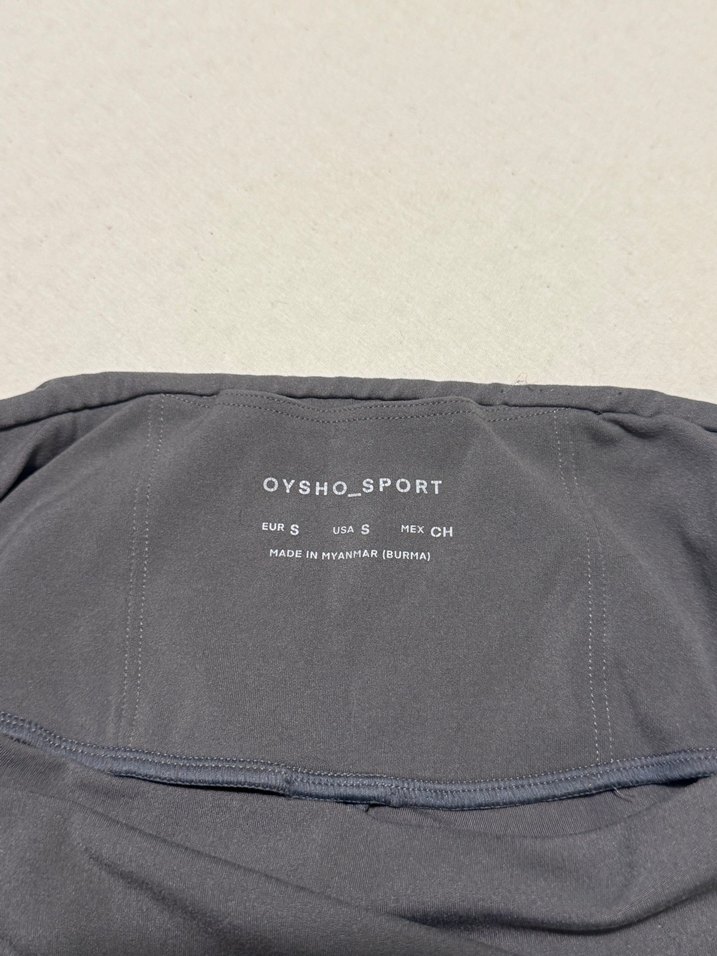 OYSHO_SPORT
EUR S USA S MEX CH
MADE IN MYANMAR (BURMA)